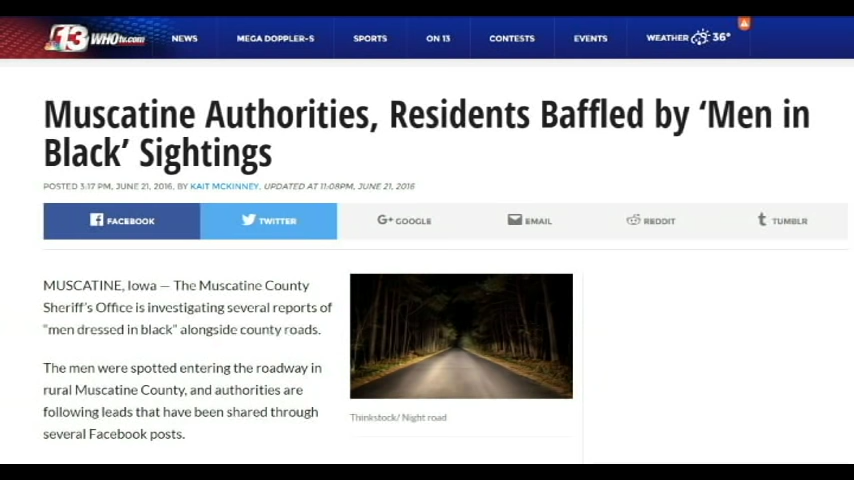 13 WHOtv.com NEWS MEGA DOPPLER-S SPORTS ON 13 CONTESTS EVENTS WEATHER 36°
Muscatine Authorities, Residents Baffled by ‘Men in
Black’ Sightings
POSTED 3:17 PM, JUNE 21, 2016, BY KAIT MCKINNEY, UPDATED AT 11:08PM, JUNE 21, 2016
FACEBOOK TWITTER G+ GOOGLE EMAIL REDDIT TUMBLR
MUSCATINE, Iowa — The Muscatine County
Sheriff’s Office is investigating several reports of
“men dressed in black” alongside county roads.
The men were spotted entering the roadway in
rural Muscatine County, and authorities are
following leads that have been shared through
several Facebook posts.
Thinkstock/ Night road